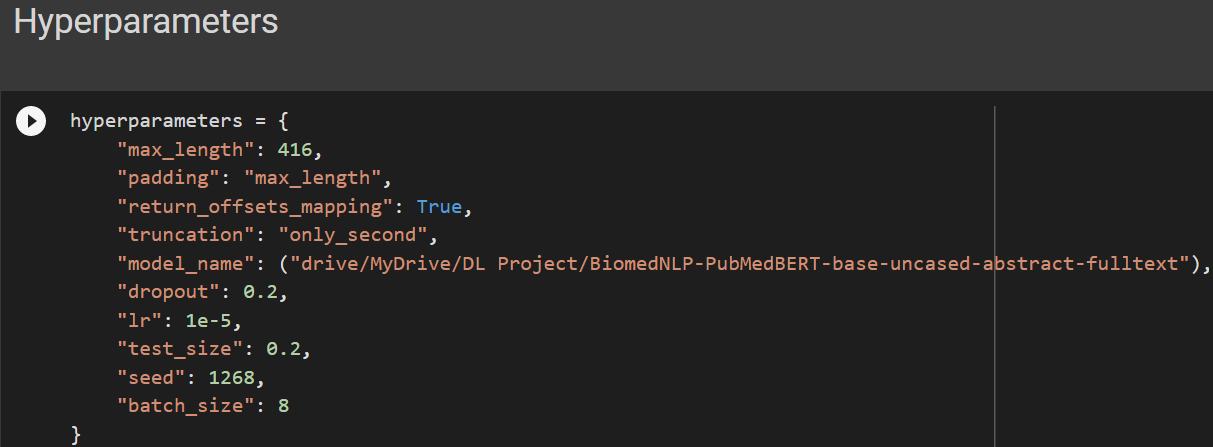 Hyperparameters
hyperparameters = {
    "max_length": 416,
    "padding": "max_length",
    "return_offsets_mapping": True,
    "truncation": "only_second",
    "model_name": ("drive/MyDrive/DL Project/BiomedNLP-PubMedBERT-base-uncased-abstract-fulltext"),
    "dropout": 0.2,
    "lr": 1e-5,
    "test_size": 0.2,
    "seed": 1268,
    "batch_size": 8
}